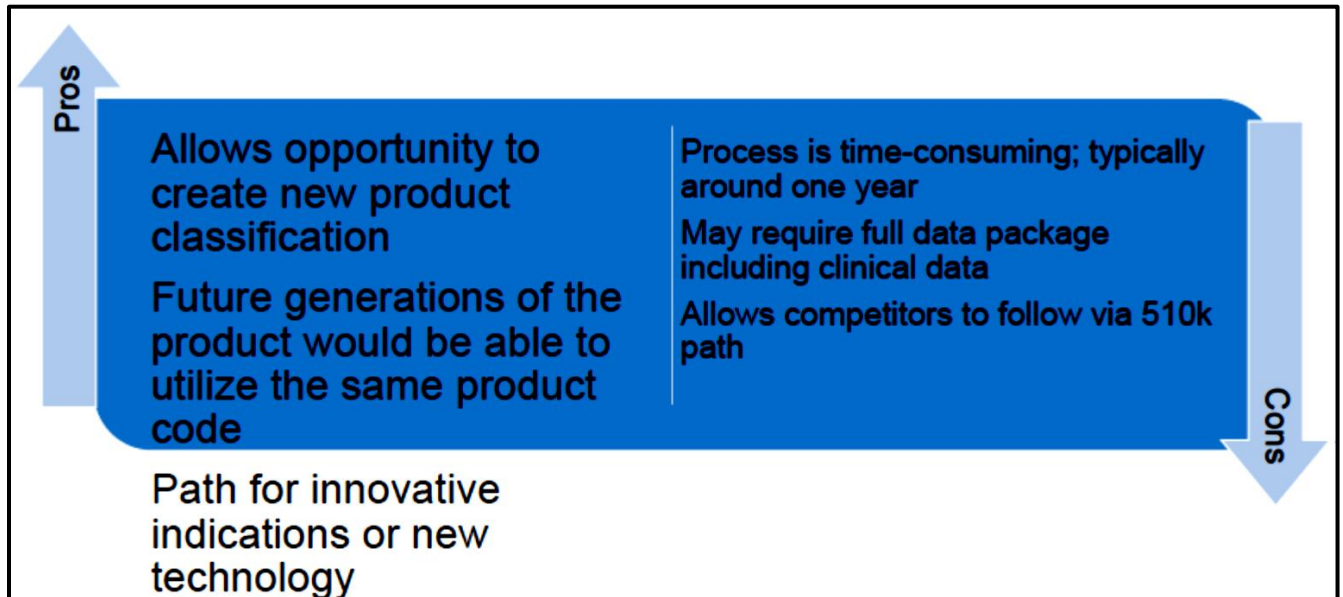 Pros
Allows opportunity to
create new product
classification
Future generations of the
product would be able to
utilize the same product
code
Path for innovative
indications or new
technology
Process is time-consuming; typically
around one year
May require full data package
including clinical data
Allows competitors to follow via 510k
path
Cons